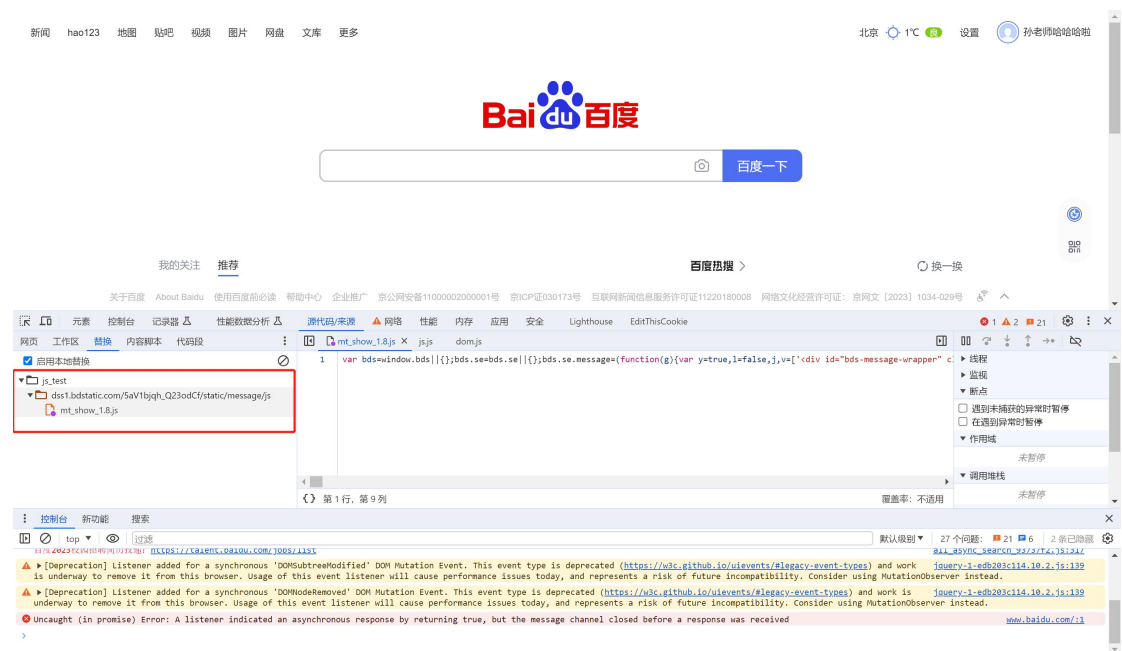 新闻 hao123 地图 贴吧 视频 图片 网盘 文库 更多 北京 1℃ 良 设置 孙老师哈哈哈啦
Bai du 百度
百度一下
我的关注 推荐 百度热搜 换一换
关于百度 About Baidu 使用百度前必读 帮助中心 企业推广 京公网安备11000002000001号 京ICP证030173号 互联网新闻信息服务许可证11220180008 网络文化经营许可证: 京网文〔2023〕1034-029号
元素 控制台 记录器 性能数据分析 源代码/来源 网络 性能 内存 应用 安全 Lighthouse EditThisCookie 1 2 21
网页 工作区 替换 内容脚本 代码段 mt_show_1.8.js js.js dom.js
启用本地替换
js_test
dss1.bdstatic.com/5aV1bjqh_Q23odCf/static/message/js
mt_show_1.8.js
1 var bds=window.bds||{};bds.se=bds.se||{};bds.se.message=(function(g){var y=true,l=false,j,v=['<div id="bds-message-wrapper" c
第 1 行, 第 9 列 覆盖率: 不适用
线程
监视
断点
遇到未捕获的异常时暂停
在遇到异常时暂停
作用域
未暂停
调用堆栈
未暂停
控制台 新功能 搜索
top 过滤 默认级别 27 个问题: 21 6 2 条已隐藏
https://talent.baidu.com/jobs/list
[Deprecation] Listener added for a synchronous 'DOMSubtreeModified' DOM Mutation Event. This event type is deprecated (https://w3c.github.io/uievents/#legacy-event-types) and work jquery-1-edb203c114.10.2.js:139
is underway to remove it from this browser. Usage of this event listener will cause performance issues today, and represents a risk of future incompatibility. Consider using MutationObserver instead.
[Deprecation] Listener added for a synchronous 'DOMNodeRemoved' DOM Mutation Event. This event type is deprecated (https://w3c.github.io/uievents/#legacy-event-types) and work is jquery-1-edb203c114.10.2.js:139
underway to remove it from this browser. Usage of this event listener will cause performance issues today, and represents a risk of future incompatibility. Consider using MutationObserver instead.
Uncaught (in promise) Error: A listener indicated an asynchronous response by returning true, but the message channel closed before a response was received www.baidu.com/:1